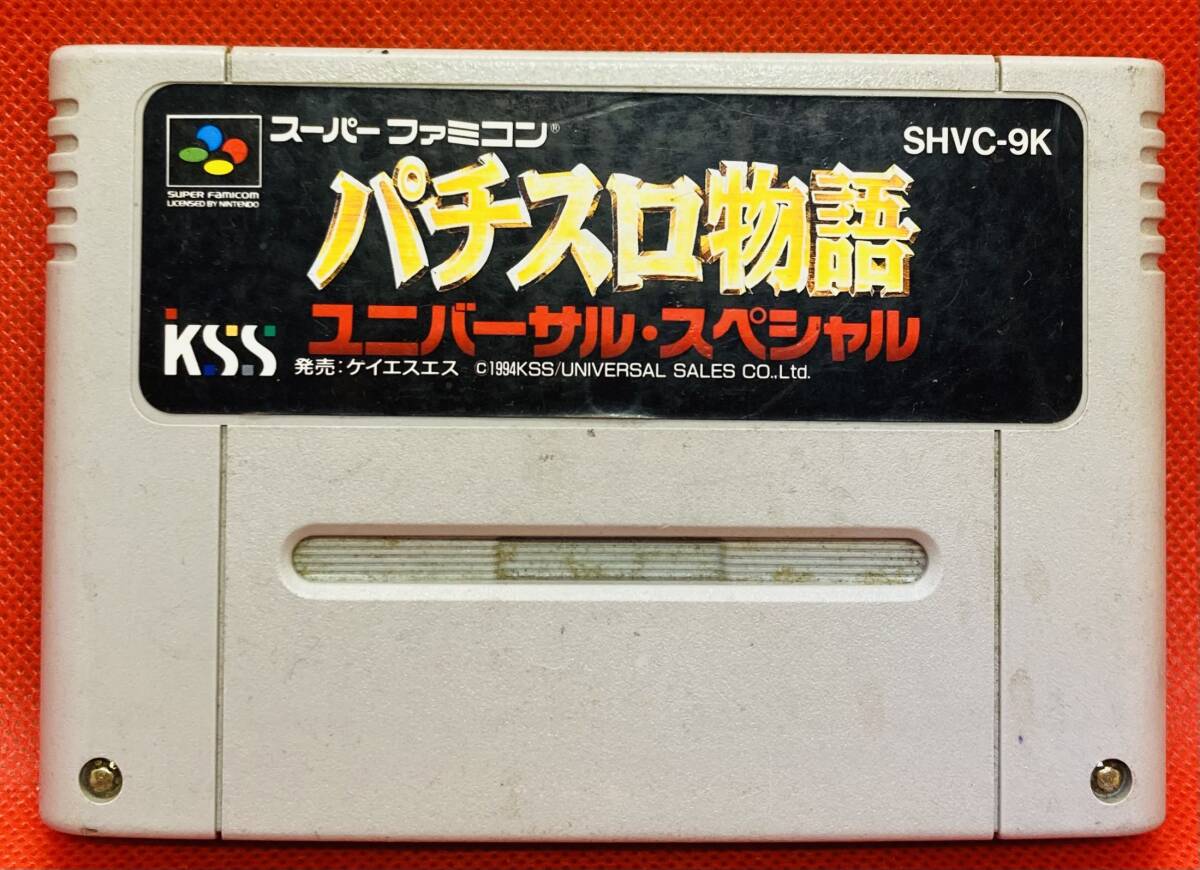 スーパーファミコン®
SHVC-9K
SUPER FAMICOM
LICENSED BY NINTENDO
パチスロ物語
ユニバーサル・スペシャル
KSS
発売:ケイエスエス ©1994KSS/UNIVERSAL SALES CO.,Ltd.